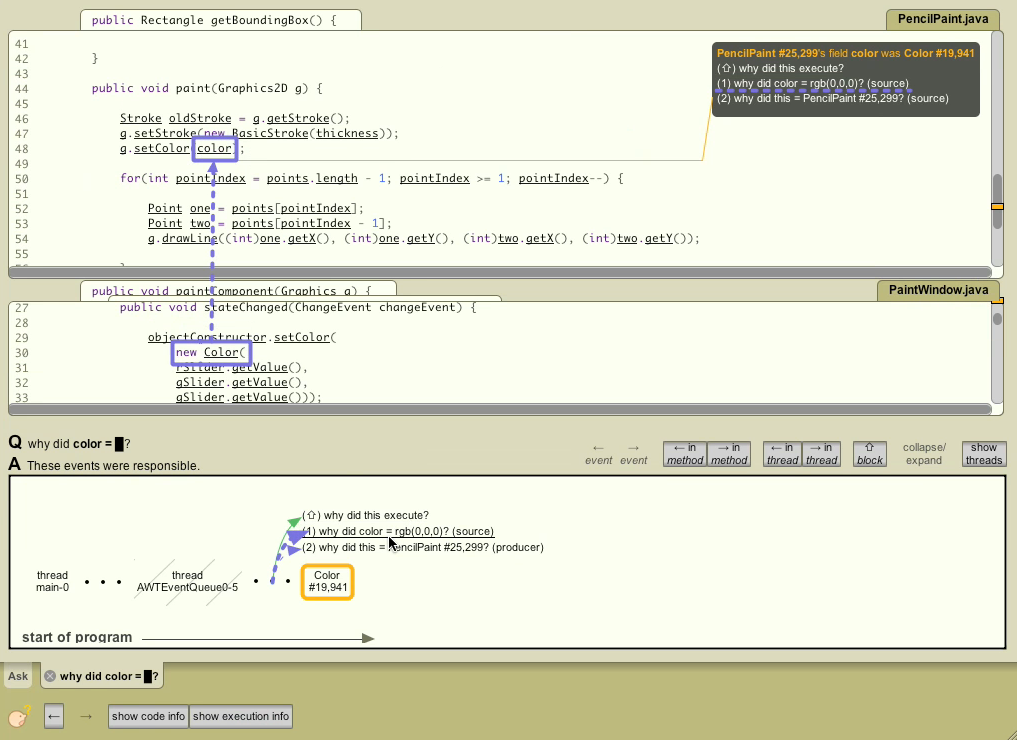 public Rectangle getBoundingBox() {
PencilPaint.java
41
42 }
43
44 public void paint(Graphics2D g) {
45
46 Stroke oldStroke = g.getStroke();
47 g.setStroke(new BasicStroke(thickness));
48 g.setColor(color);
49
50 for(int pointIndex = points.length - 1; pointIndex >= 1; pointIndex--) {
51
52 Point one = points[pointIndex];
53 Point two = points[pointIndex - 1];
54 g.drawLine((int)one.getX(), (int)one.getY(), (int)two.getX(), (int)two.getY());
55
PencilPaint #25,299's field color was Color #19,941
(⇧) why did this execute?
(1) why did color = rgb(0,0,0)? (source)
(2) why did this = PencilPaint #25,299? (source)
public void paintComponent(Graphics g) {
PaintWindow.java
27 public void stateChanged(ChangeEvent changeEvent) {
28
29 objectConstructor.setColor(
30 new Color(
31 rSlider.getValue(),
32 gSlider.getValue(),
33 gSlider.getValue()));
Q why did color = █?
A These events were responsible.
← event
→ event
← in method
→ in method
← in thread
→ in thread
⇧ block
collapse/ expand
show threads
(⇧) why did this execute?
(1) why did color = rgb(0,0,0)? (source)
(2) why did this = PencilPaint #25,299? (producer)
thread main-0
thread AWTEventQueue0-5
Color #19,941
start of program
Ask
why did color = █?
← →
show code info
show execution info